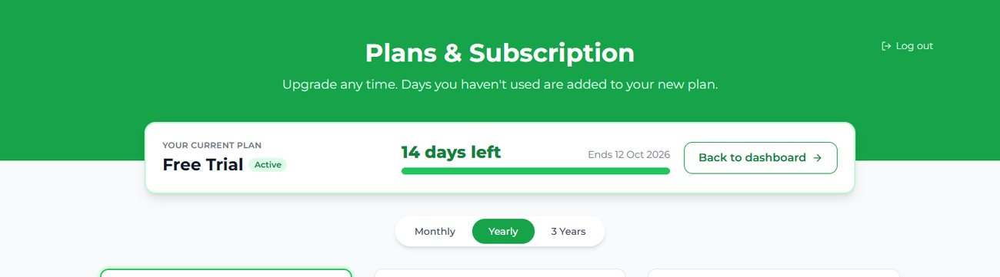 Plans & Subscription
Log out
Upgrade any time. Days you haven't used are added to your new plan.
YOUR CURRENT PLAN
Free Trial Active
14 days left
Ends 12 Oct 2026
Back to dashboard
Monthly Yearly 3 Years